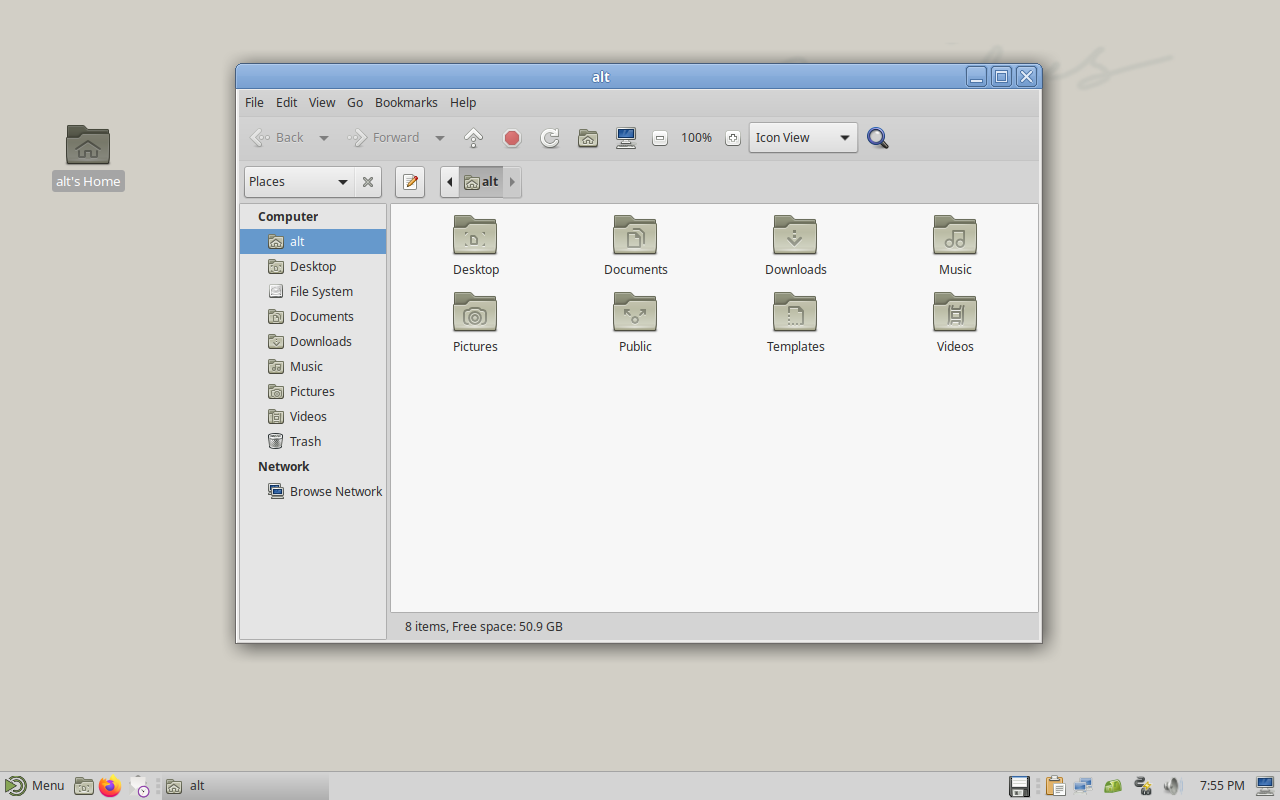 alt
File Edit View Go Bookmarks Help
Back Forward 100% Icon View
Places alt
alt's Home
Computer
alt
Desktop
File System
Documents
Downloads
Music
Pictures
Videos
Trash
Network
Browse Network
Desktop Documents Downloads Music
Pictures Public Templates Videos
8 items, Free space: 50.9 GB
Menu alt 7:55 PM